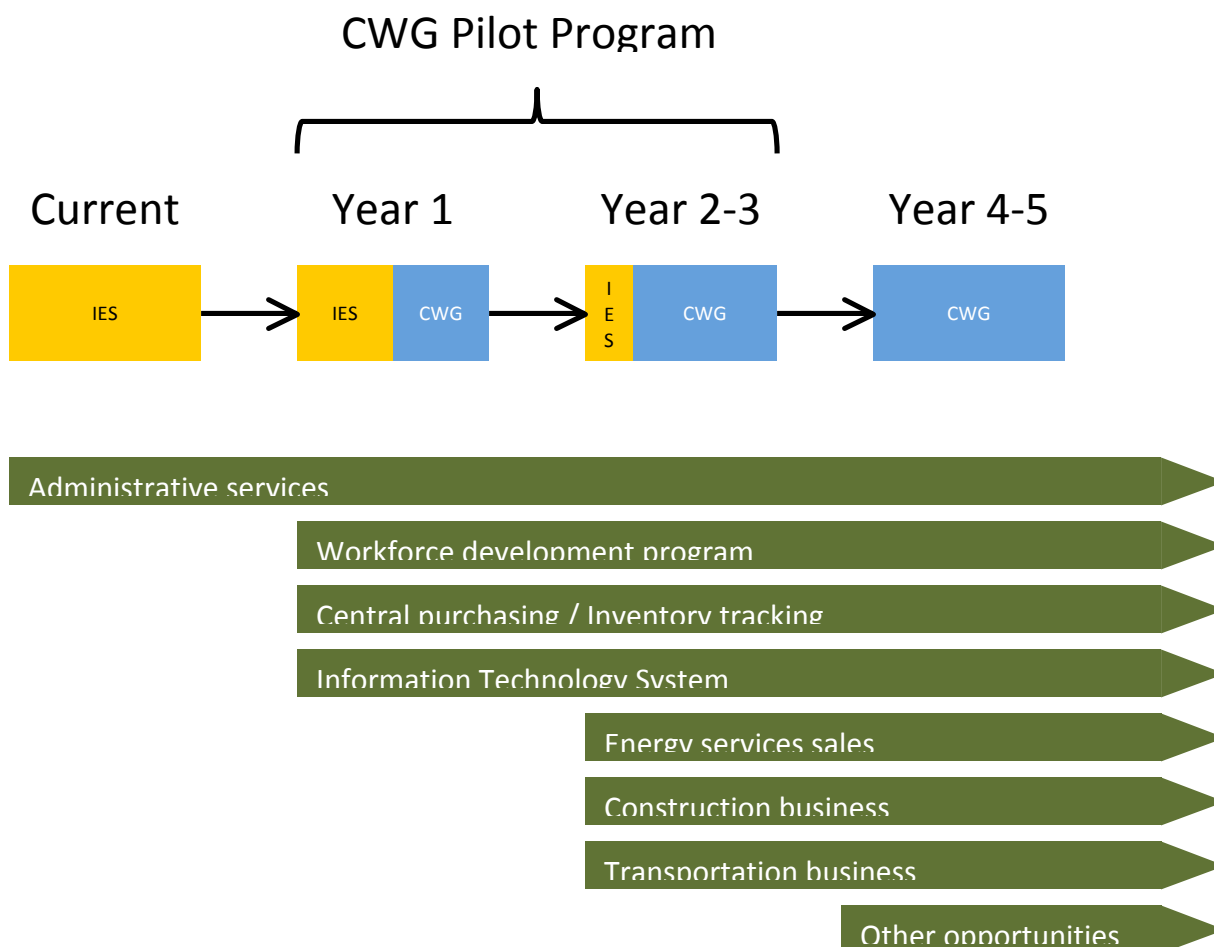 CWG Pilot Program
Current Year 1 Year 2-3 Year 4-5
IES IES CWG I E S CWG CWG
Administrative services
Workforce development program
Central purchasing / Inventory tracking
Information Technology System
Energy services sales
Construction business
Transportation business
Other opportunities